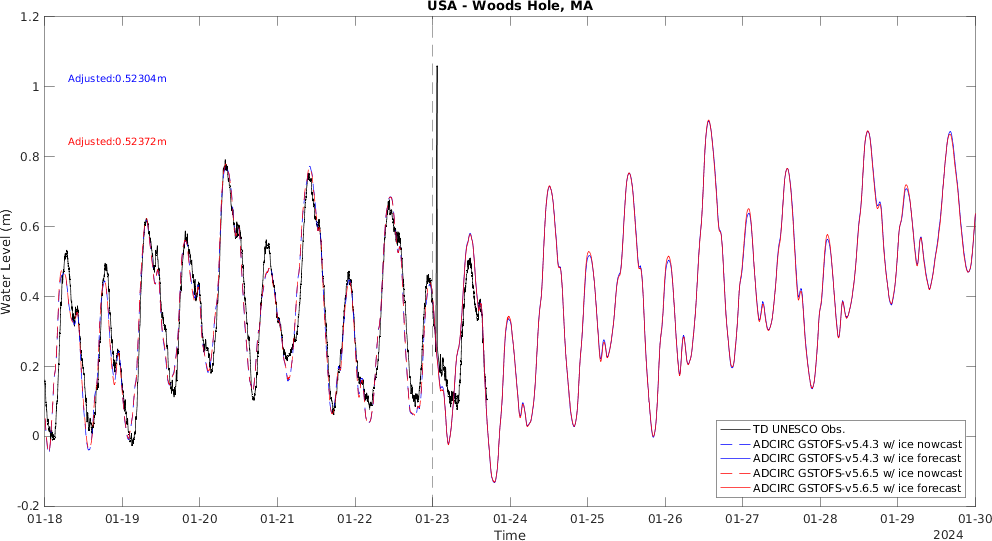 USA - Woods Hole, MA
1.2
1
0.8
0.6
0.4
0.2
0
-0.2
Water Level (m)
Adjusted:0.52304m
Adjusted:0.52372m
TD UNESCO Obs.
ADCIRC GSTOFS-v5.4.3 w/ ice nowcast
ADCIRC GSTOFS-v5.4.3 w/ ice forecast
ADCIRC GSTOFS-v5.6.5 w/ ice nowcast
ADCIRC GSTOFS-v5.6.5 w/ ice forecast
01-18 01-19 01-20 01-21 01-22 01-23 01-24 01-25 01-26 01-27 01-28 01-29 01-30
Time
2024